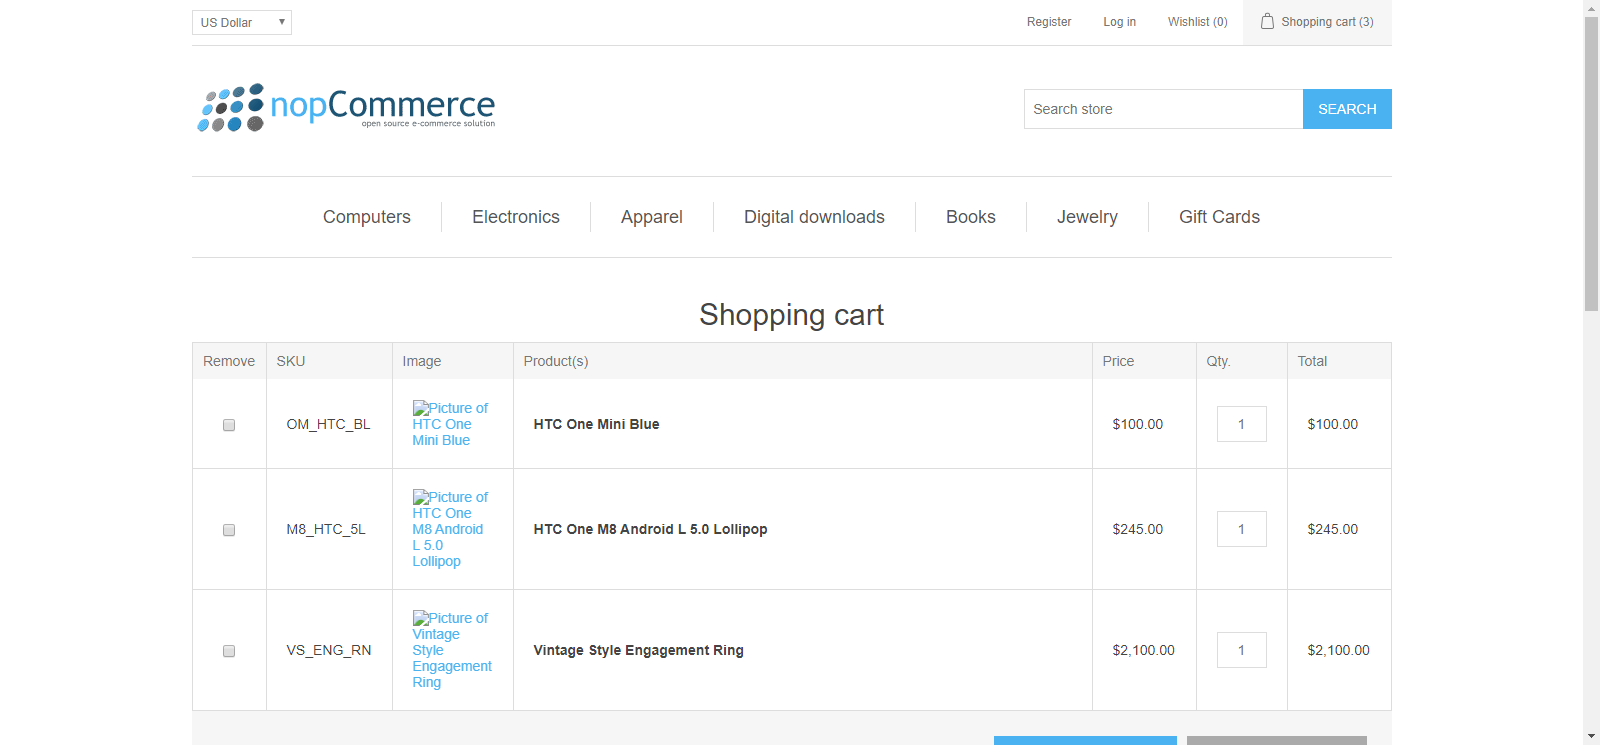 US Dollar
Register
Log in
Wishlist (0)
Shopping cart (3)
nopCommerce
open source e-commerce solution
Search store
SEARCH
Computers
Electronics
Apparel
Digital downloads
Books
Jewelry
Gift Cards
Shopping cart
Remove
SKU
Image
Product(s)
Price
Qty.
Total
OM_HTC_BL
Picture of
HTC One
Mini Blue
HTC One Mini Blue
$100.00
1
$100.00
M8_HTC_5L
Picture of
HTC One
M8 Android
L 5.0
Lollipop
HTC One M8 Android L 5.0 Lollipop
$245.00
1
$245.00
VS_ENG_RN
Picture of
Vintage
Style
Engagement
Ring
Vintage Style Engagement Ring
$2,100.00
1
$2,100.00